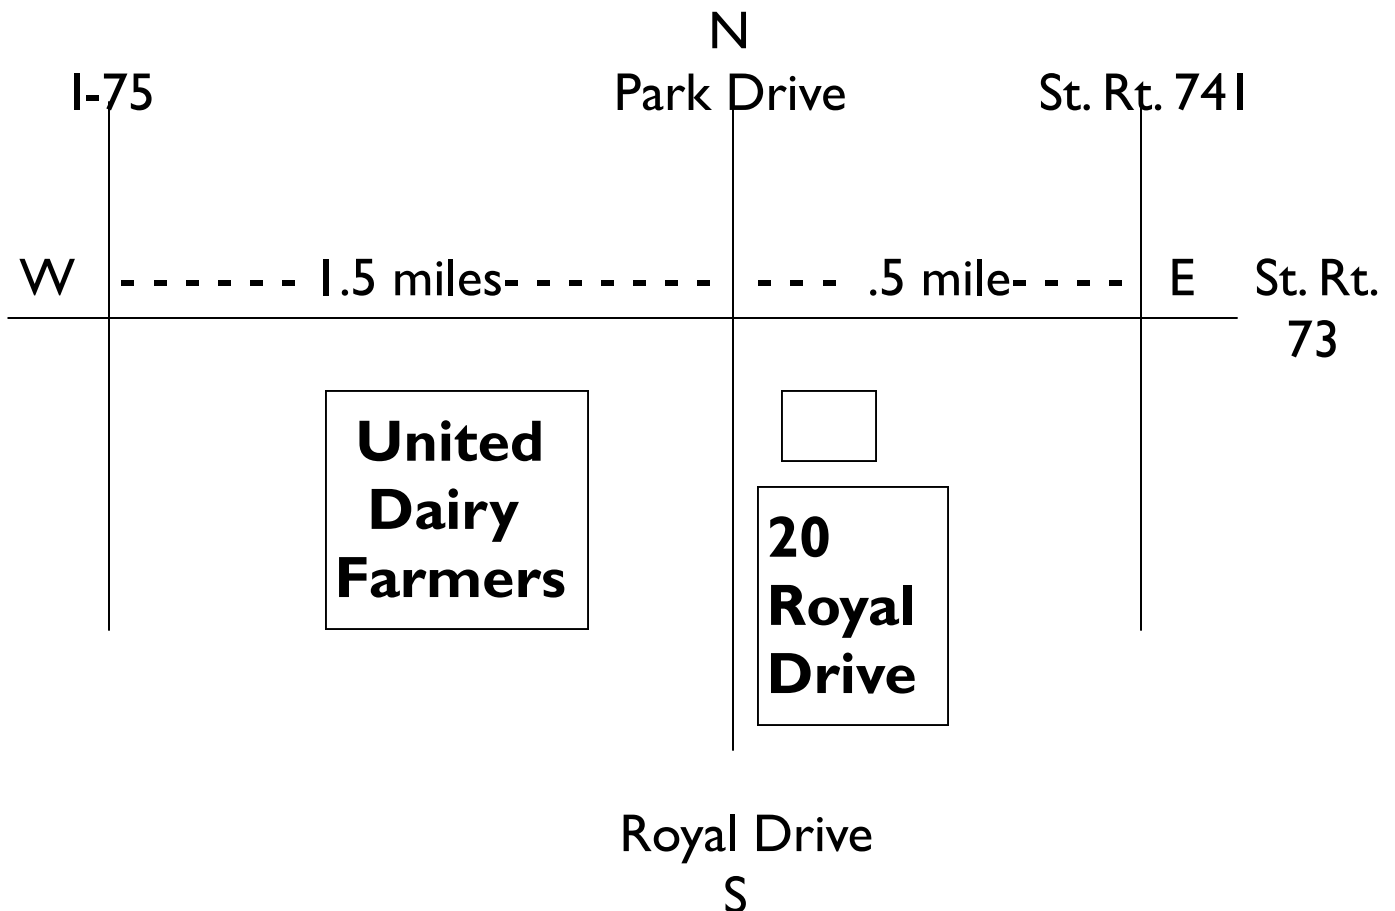 N
I-75 Park Drive St. Rt. 741
W - - - - - - 1.5 miles- - - - - - - - - - .5 mile- - - - E St. Rt.
73
United
Dairy
Farmers
20
Royal
Drive
Royal Drive
S